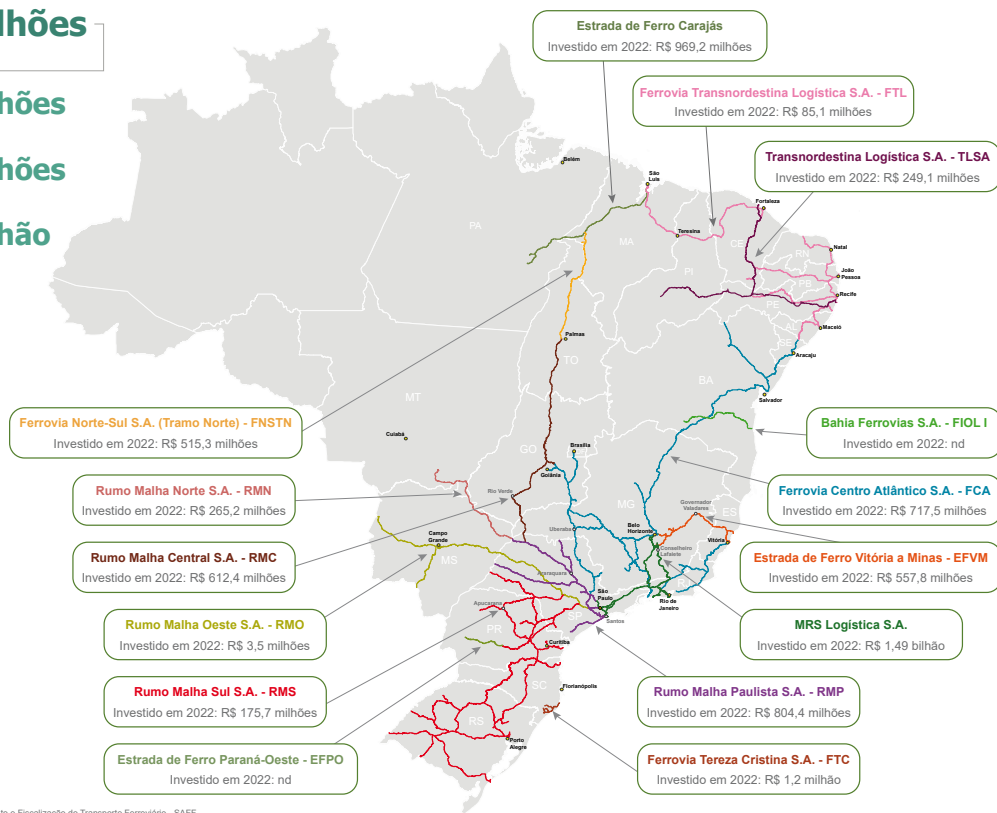 lhões
hões
hões
hão
Estrada de Ferro Carajás
Investido em 2022: R$ 969,2 milhões
Ferrovia Transnordestina Logística S.A. - FTL
Investido em 2022: R$ 85,1 milhões
Transnordestina Logística S.A. - TLSA
Investido em 2022: R$ 249,1 milhões
Belém
São
Luis
Fortaleza
PA
MA
Teresina
CE
RN
Natal
PI
PB
João
Pessoa
PE
Recife
Palmas
AL
Maceió
SE
Aracaju
TO
BA
MT
Salvador
Ferrovia Norte-Sul S.A. (Tramo Norte) - FNSTN
Investido em 2022: R$ 515,3 milhões
Cuiabá
Bahia Ferrovias S.A. - FIOL I
Investido em 2022: nd
Brasília
GO
Goiânia
Rumo Malha Norte S.A. - RMN
Investido em 2022: R$ 265,2 milhões
Rio Verde
MG
Governador
Valadares
ES
Ferrovia Centro Atlântico S.A. - FCA
Investido em 2022: R$ 717,5 milhões
Uberaba
Belo
Horizonte
Vitória
Campo
Grande
Conselheiro
Lafaiete
Rumo Malha Central S.A. - RMC
Investido em 2022: R$ 612,4 milhões
MS
Araraquara
Estrada de Ferro Vitória a Minas - EFVM
Investido em 2022: R$ 557,8 milhões
Apucarana
São
Paulo
Rio de
Janeiro
SP
Santos
Rumo Malha Oeste S.A. - RMO
Investido em 2022: R$ 3,5 milhões
PR
Curitiba
MRS Logística S.A.
Investido em 2022: R$ 1,49 bilhão
Rumo Malha Sul S.A. - RMS
Investido em 2022: R$ 175,7 milhões
SC
Florianópolis
Rumo Malha Paulista S.A. - RMP
Investido em 2022: R$ 804,4 milhões
RS
Porto
Alegre
Estrada de Ferro Paraná-Oeste - EFPO
Investido em 2022: nd
Ferrovia Tereza Cristina S.A. - FTC
Investido em 2022: R$ 1,2 milhão